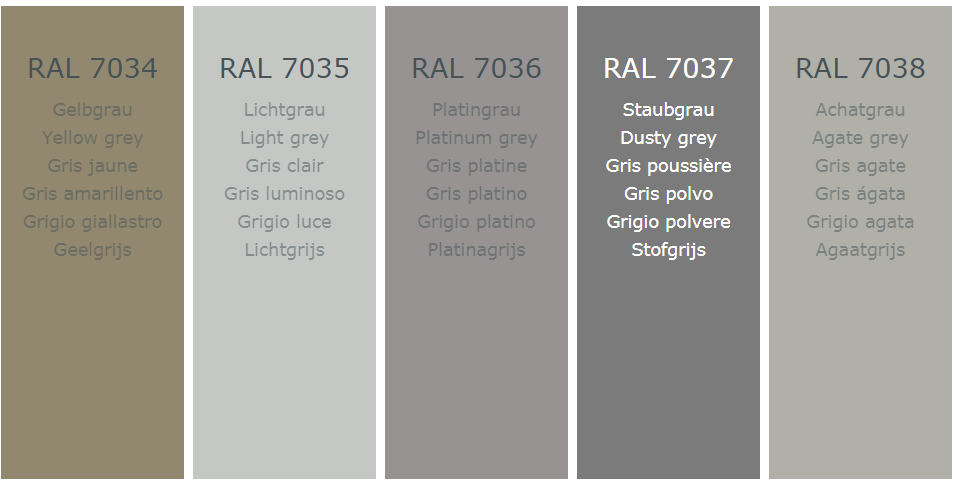 RAL 7034
Gelbgrau
Yellow grey
Gris jaune
Gris amarillento
Grigio giallastro
Geelgrijs
RAL 7035
Lichtgrau
Light grey
Gris clair
Gris luminoso
Grigio luce
Lichtgrijs
RAL 7036
Platingrau
Platinum grey
Gris platine
Gris platino
Grigio platino
Platinagrijs
RAL 7037
Staubgrau
Dusty grey
Gris poussière
Gris polvo
Grigio polvere
Stofgrijs
RAL 7038
Achatgrau
Agate grey
Gris agate
Gris ágata
Grigio agata
Agaatgrijs